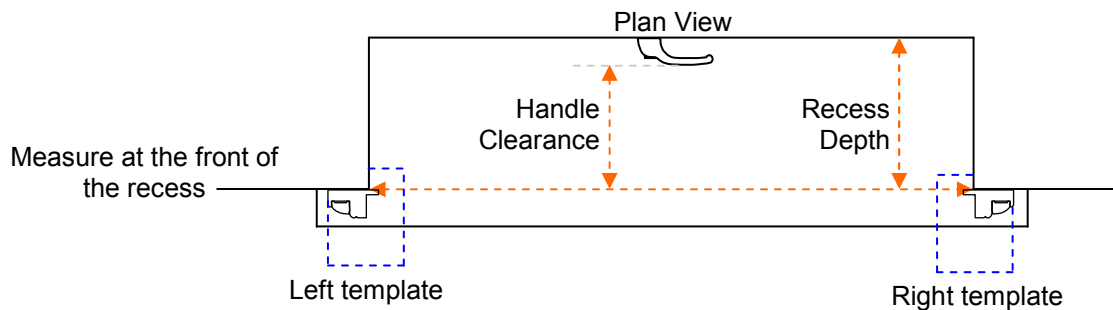 Plan View
Handle
Clearance
Recess
Depth
Measure at the front of
the recess
Left template
Right template